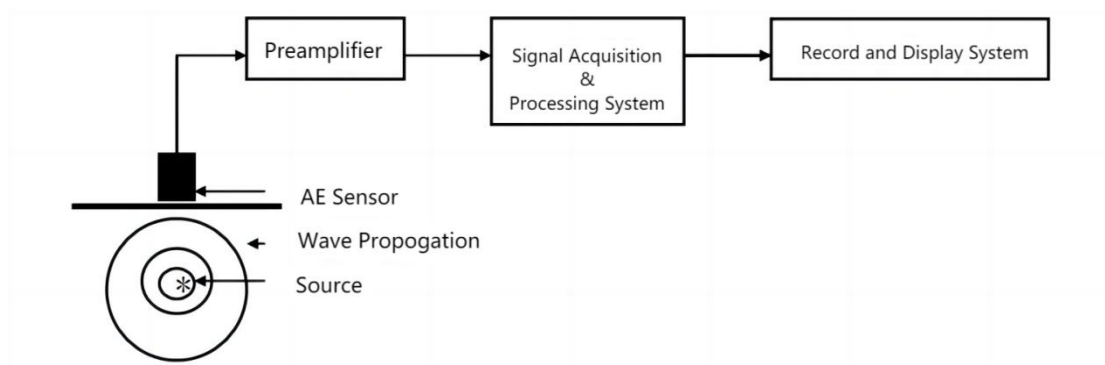 Preamplifier
Signal Acquisition
&
Processing System
Record and Display System
AE Sensor
Wave Propogation
Source
*